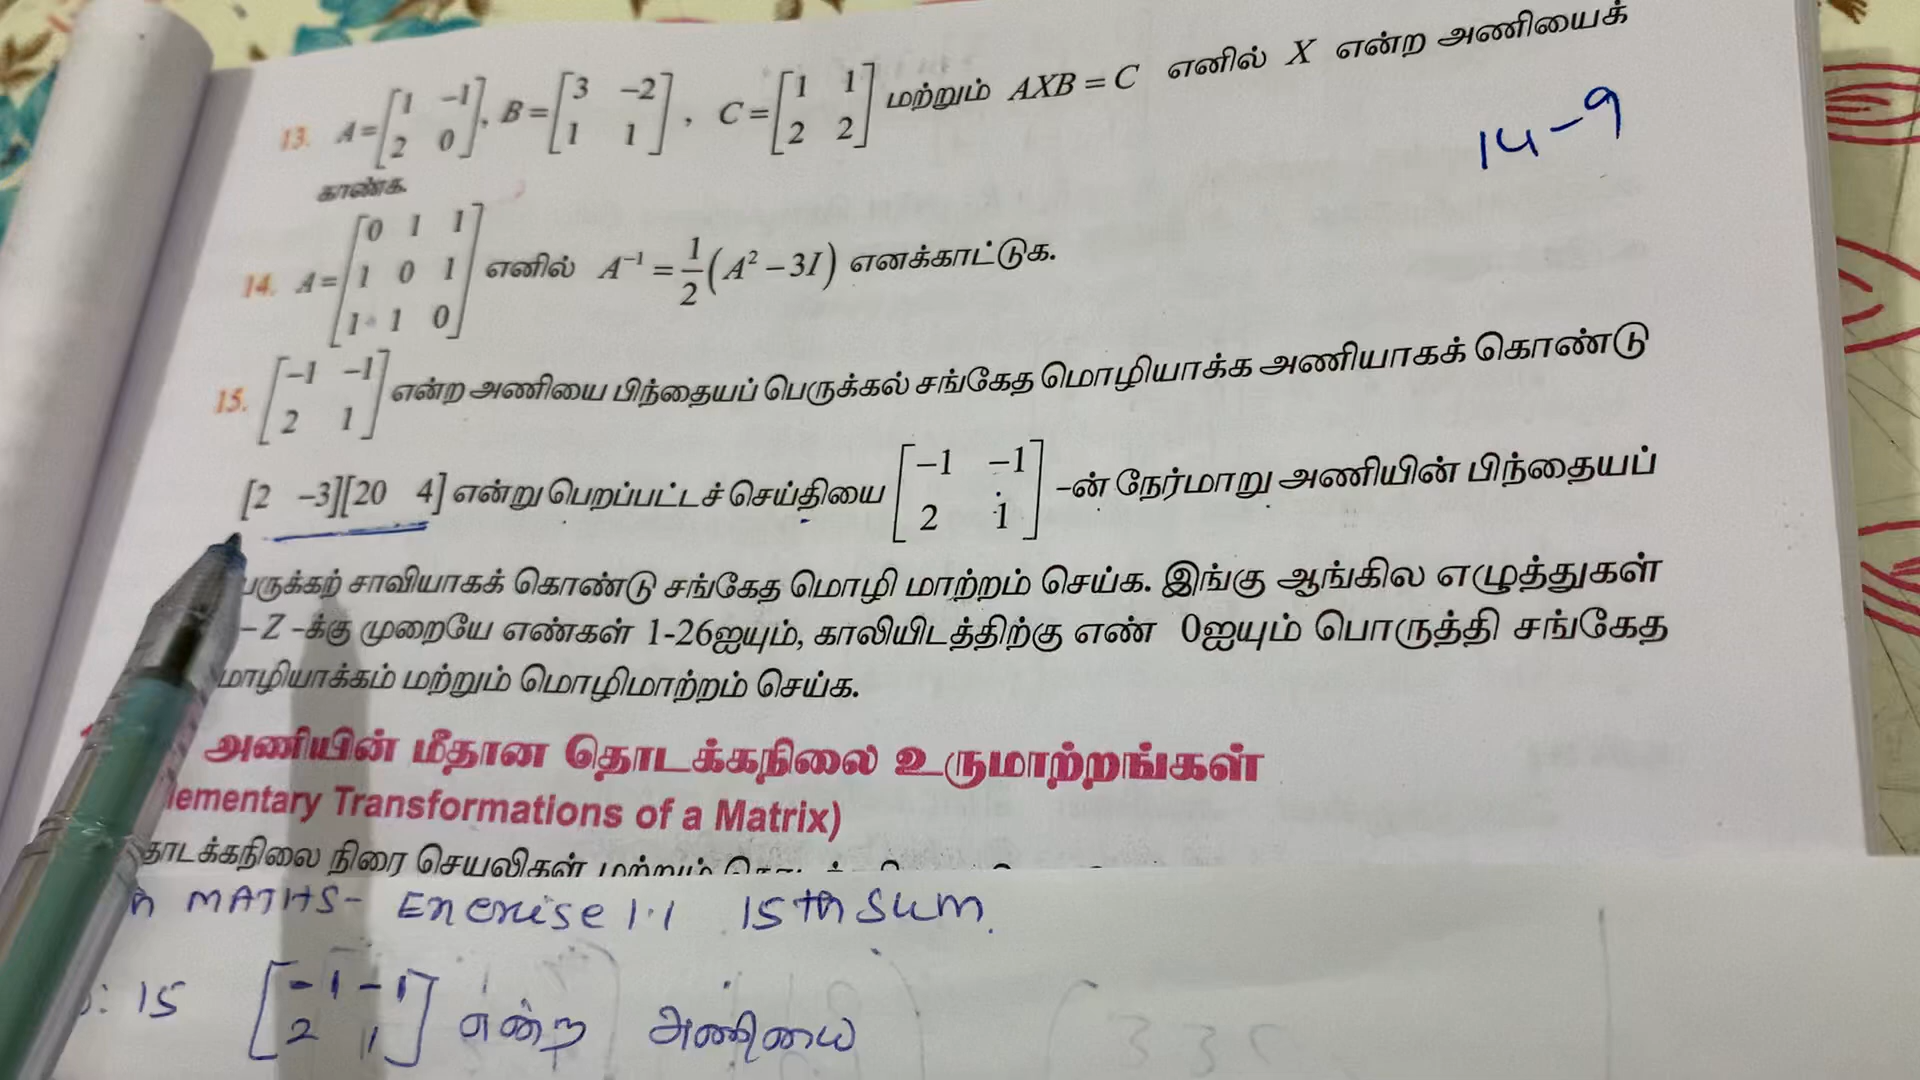 13. A = [1 -1 2 0], B = [3 -2 1 1], C = [1 1 2 2] மற்றும் AXB = C எனில் X என்ற அணியைக்
காண்க.
14 - 9
14. A = [0 1 1 1 0 1 1 1 0] எனில் A⁻¹ = 1/2 (A² - 3I) எனக்காட்டுக.
15. [-1 -1 2 1] என்ற அணியை பிந்தையப் பெருக்கல் சங்கேத மொழியாக்க அணியாகக் கொண்டு
[2 -3][20 4] என்று பெறப்பட்டச் செய்தியை [-1 -1 2 1] -ன் நேர்மாறு அணியின் பிந்தையப்
பருக்கற் சாவியாகக் கொண்டு சங்கேத மொழி மாற்றம் செய்க. இங்கு ஆங்கில எழுத்துகள்
- Z -க்கு முறையே எண்கள் 1-26ஐயும், காலியிடத்திற்கு எண் 0ஐயும் பொருத்தி சங்கேத
மாழியாக்கம் மற்றும் மொழிமாற்றம் செய்க.
அணியின் மீதான தொடக்கநிலை உருமாற்றங்கள்
lementary Transformations of a Matrix)
தாடக்கநிலை நிரை செயலிகள் மற்றும்
MATHS - Exercise 1.1 15th sum.
: 15 [-1 -1 2 1] என்ற அணியை